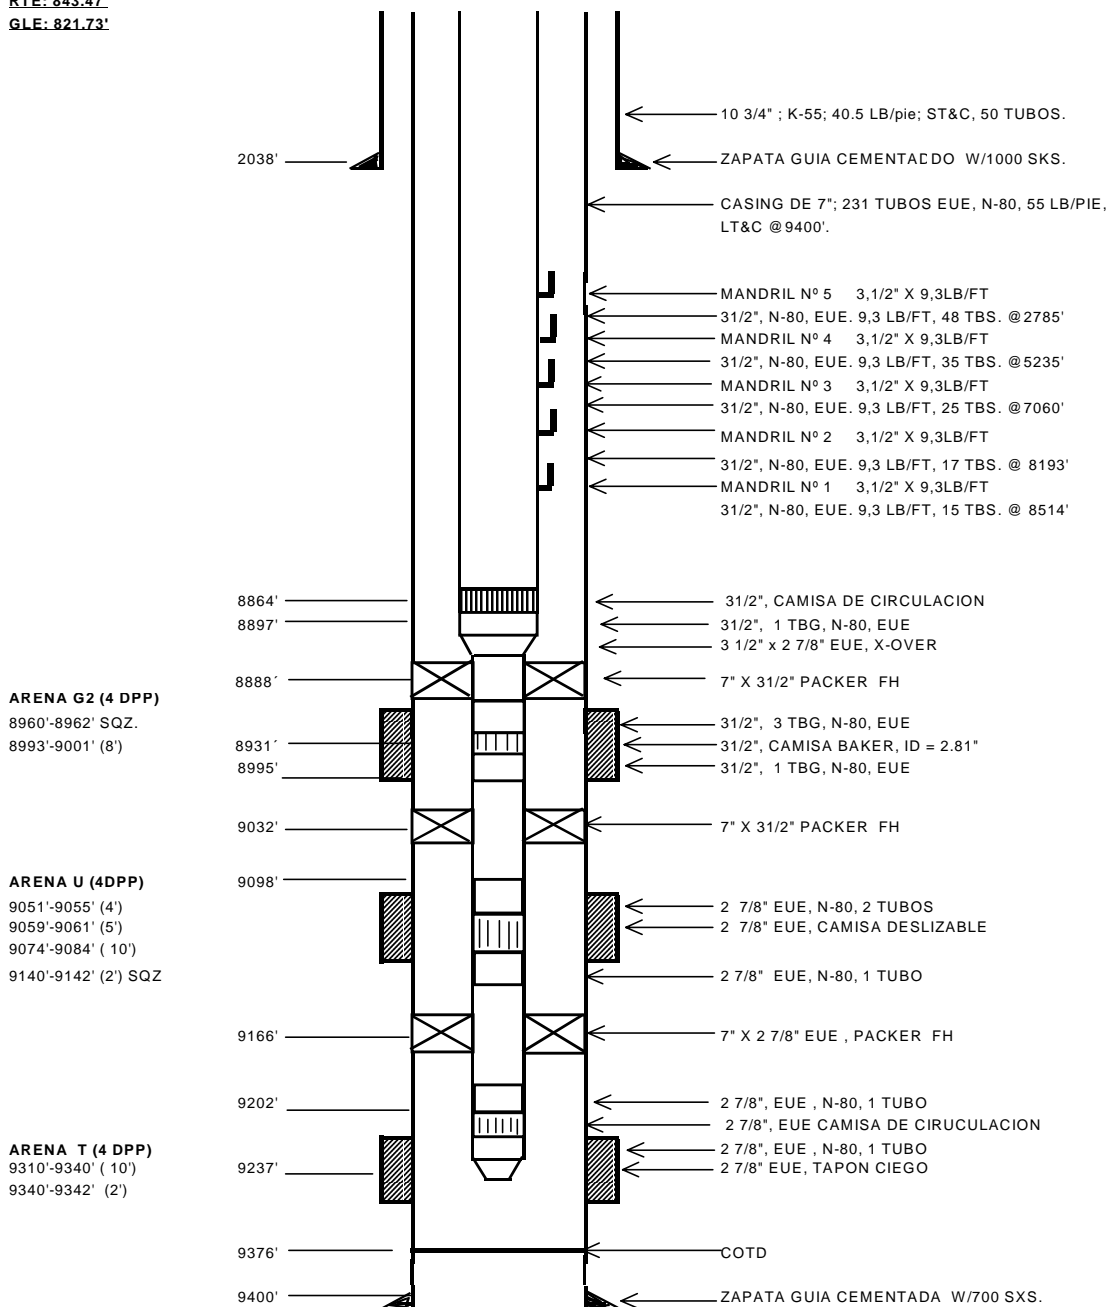 RTE: 843.47'
GLE: 821.73'
10 3/4" ; K-55; 40.5 LB/pie; ST&C, 50 TUBOS.
2038'
ZAPATA GUIA CEMENTADDO W/1000 SKS.
CASING DE 7"; 231 TUBOS EUE, N-80, 55 LB/PIE,
LT&C @9400'.
MANDRIL Nº 5 3,1/2" X 9,3LB/FT
31/2", N-80, EUE. 9,3 LB/FT, 48 TBS. @2785'
MANDRIL Nº 4 3,1/2" X 9,3LB/FT
31/2", N-80, EUE. 9,3 LB/FT, 35 TBS. @5235'
MANDRIL Nº 3 3,1/2" X 9,3LB/FT
31/2", N-80, EUE. 9,3 LB/FT, 25 TBS. @7060'
MANDRIL Nº 2 3,1/2" X 9,3LB/FT
31/2", N-80, EUE. 9,3 LB/FT, 17 TBS. @ 8193'
MANDRIL Nº 1 3,1/2" X 9,3LB/FT
31/2", N-80, EUE. 9,3 LB/FT, 15 TBS. @ 8514'
8864'
31/2", CAMISA DE CIRCULACION
8897'
31/2", 1 TBG, N-80, EUE
3 1/2" x 2 7/8" EUE, X-OVER
8888´
7" X 31/2" PACKER FH
ARENA G2 (4 DPP)
8960'-8962' SQZ.
31/2", 3 TBG, N-80, EUE
8993'-9001' (8')
8931´
31/2", CAMISA BAKER, ID = 2.81"
8995'
31/2", 1 TBG, N-80, EUE
9032'
7" X 31/2" PACKER FH
ARENA U (4DPP)
9098'
9051'-9055' (4')
2 7/8" EUE, N-80, 2 TUBOS
9059'-9061' (5')
2 7/8" EUE, CAMISA DESLIZABLE
9074'-9084' ( 10')
9140'-9142' (2') SQZ
2 7/8" EUE, N-80, 1 TUBO
9166'
7" X 2 7/8" EUE , PACKER FH
9202'
2 7/8", EUE , N-80, 1 TUBO
2 7/8", EUE CAMISA DE CIRUCULACION
ARENA T (4 DPP)
2 7/8", EUE , N-80, 1 TUBO
9310'-9340' ( 10')
9237'
2 7/8" EUE, TAPON CIEGO
9340'-9342' (2')
9376'
COTD
9400'
ZAPATA GUIA CEMENTADA W/700 SXS.